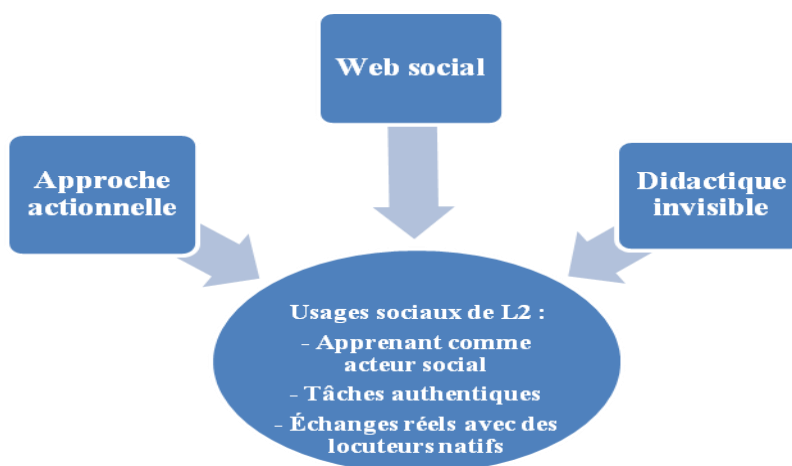 Web social
Approche
actionnelle
Didactique
invisible
Usages sociaux de L2 :
- Apprenant comme
acteur social
- Tâches authentiques
- Échanges réels avec des
locuteurs natifs